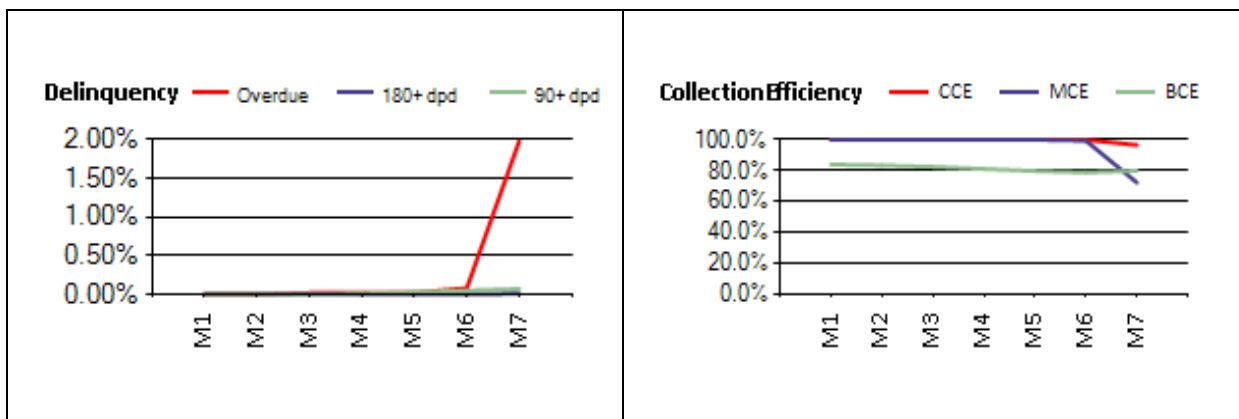 Delinquency Overdue 180+ dpd 90+ dpd
2.00%
1.50%
1.00%
0.50%
0.00%
M1 M2 M3 M4 M5 M6 M7
Collection Efficiency CCE MCE BCE
100.0%
80.0%
60.0%
40.0%
20.0%
0.0%
M1 M2 M3 M4 M5 M6 M7